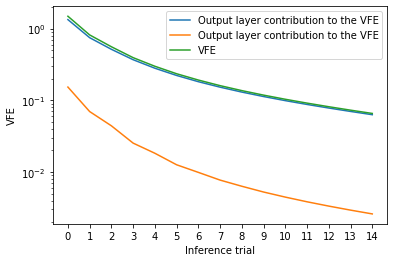 Output layer contribution to the VFE
Output layer contribution to the VFE
VFE
10⁰
10⁻¹
10⁻²
VFE
0 1 2 3 4 5 6 7 8 9 10 11 12 13 14
Inference trial